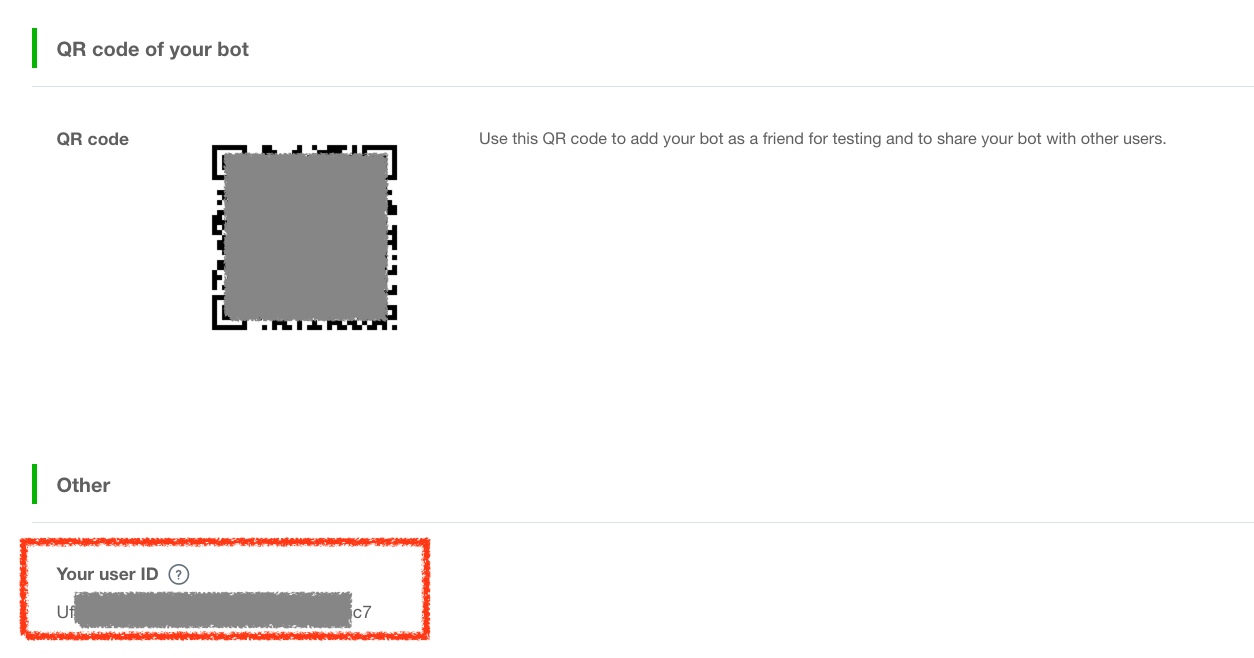 QR code of your bot
QR code
Use this QR code to add your bot as a friend for testing and to share your bot with other users.
Other
Your user ID ?
Uf c7